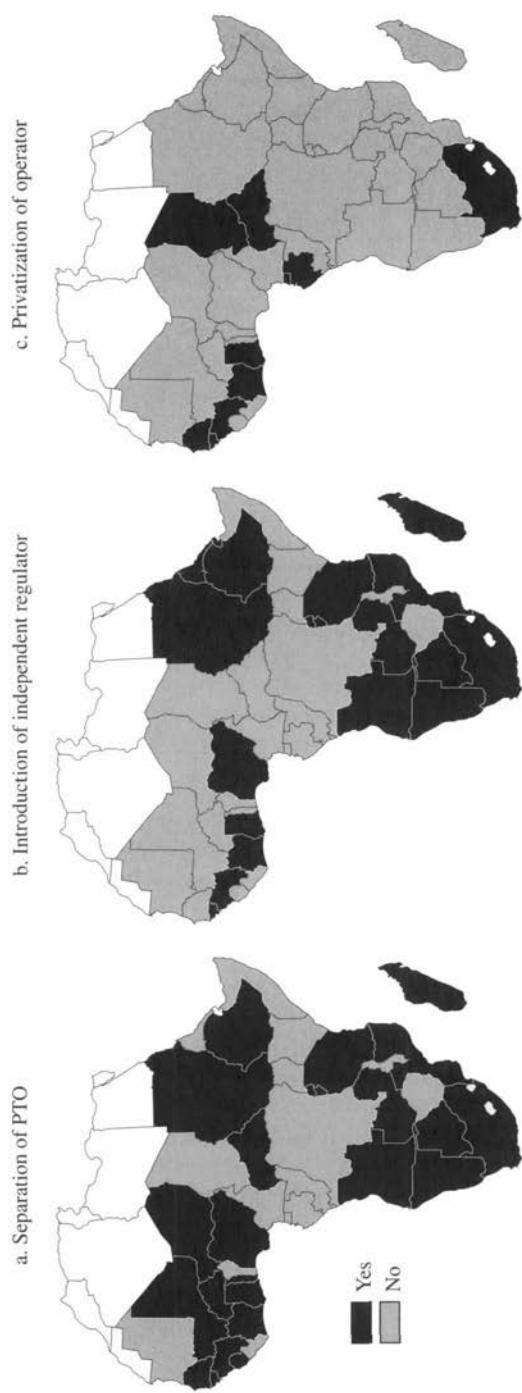 a. Separation of PTO
b. Introduction of independent regulator
c. Privatization of operator
Yes
No